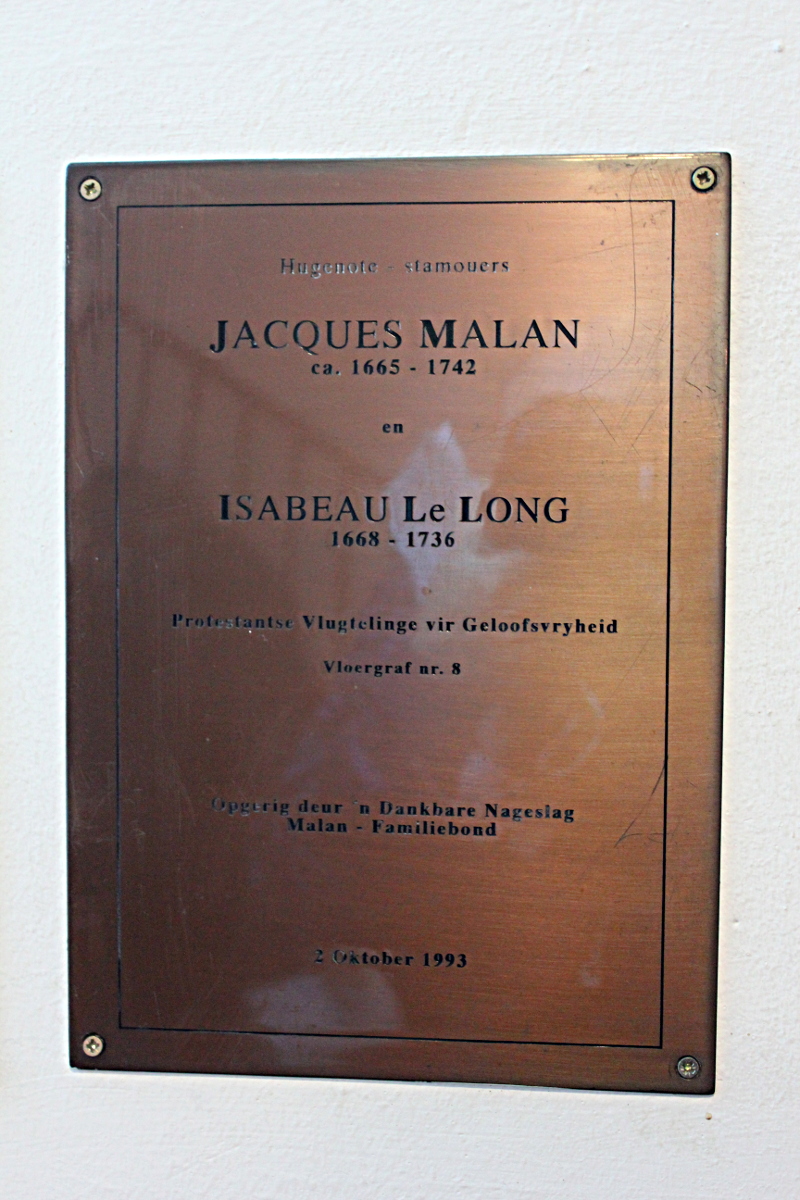 Hugenote - stamouers
JACQUES MALAN
ca. 1665 - 1742
en
ISABEAU Le LONG
1668 - 1736
Protestantse Vlugtelinge vir Geloofsvryheid
Vloergraf nr. 8
Opgerig deur 'n Dankbare Nageslag
Malan - Familiebond
2 Oktober 1993